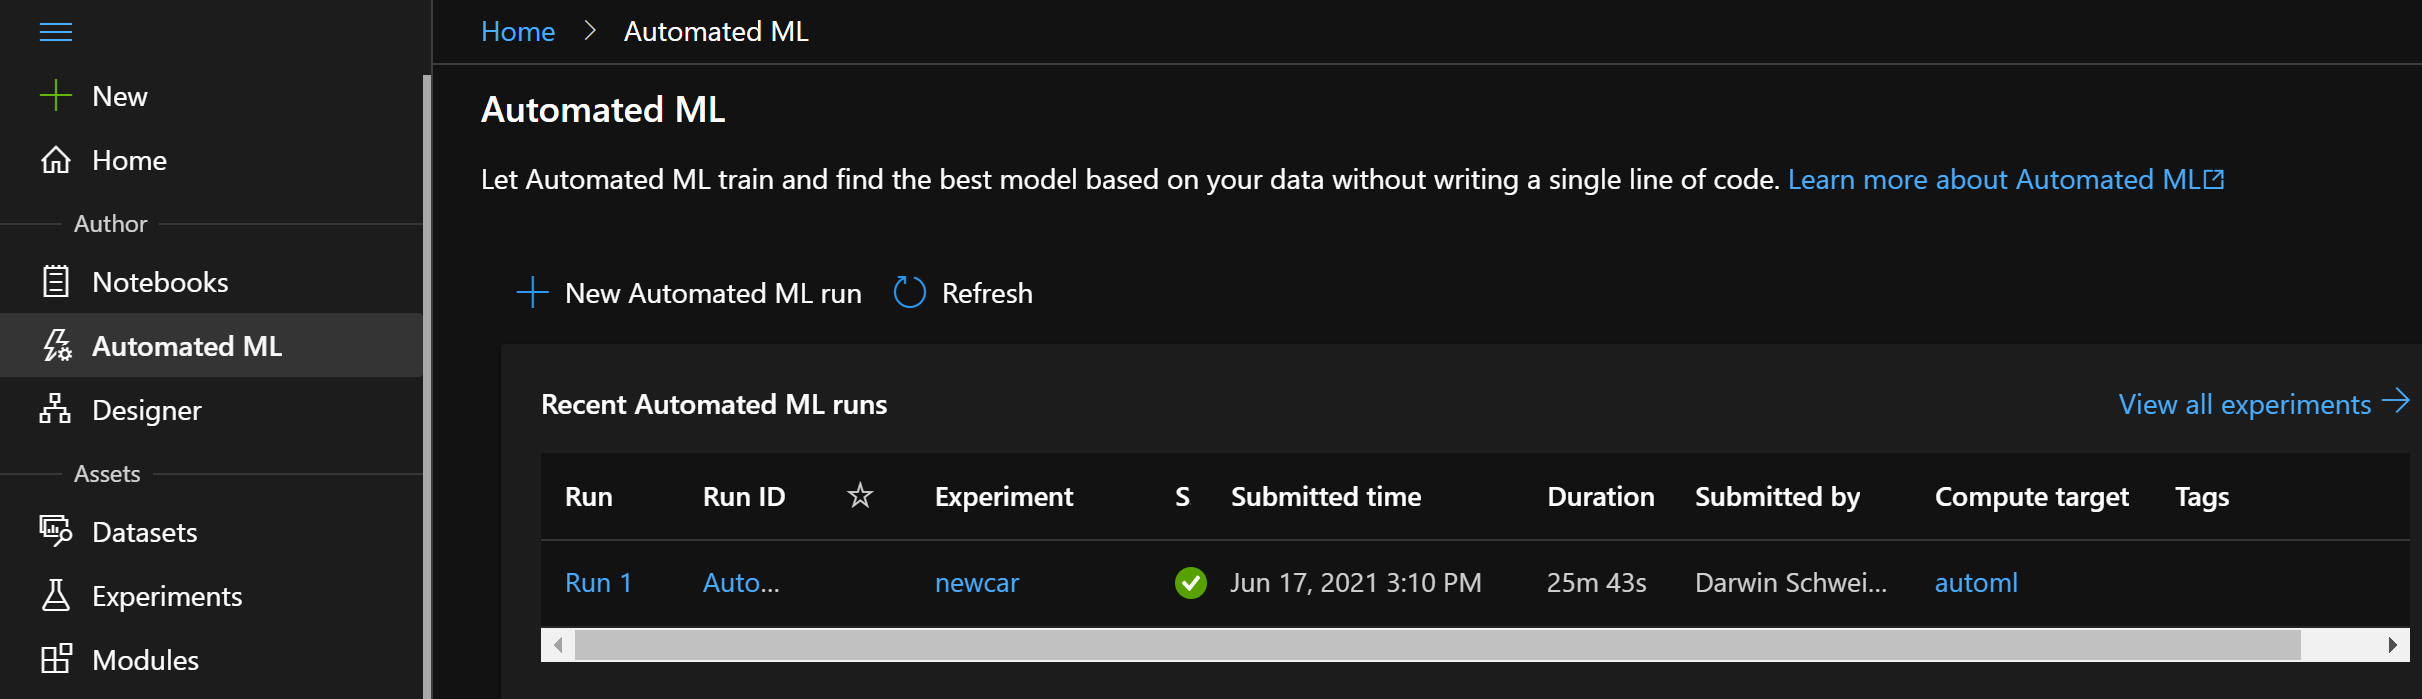 Home > Automated ML
New
Home
Author
Notebooks
Automated ML
Designer
Assets
Datasets
Experiments
Modules
Automated ML
Let Automated ML train and find the best model based on your data without writing a single line of code. Learn more about Automated ML
New Automated ML run Refresh
Recent Automated ML runs View all experiments
Run Run ID Experiment S Submitted time Duration Submitted by Compute target Tags
Run 1 Auto... newcar Jun 17, 2021 3:10 PM 25m 43s Darwin Schwei... automl